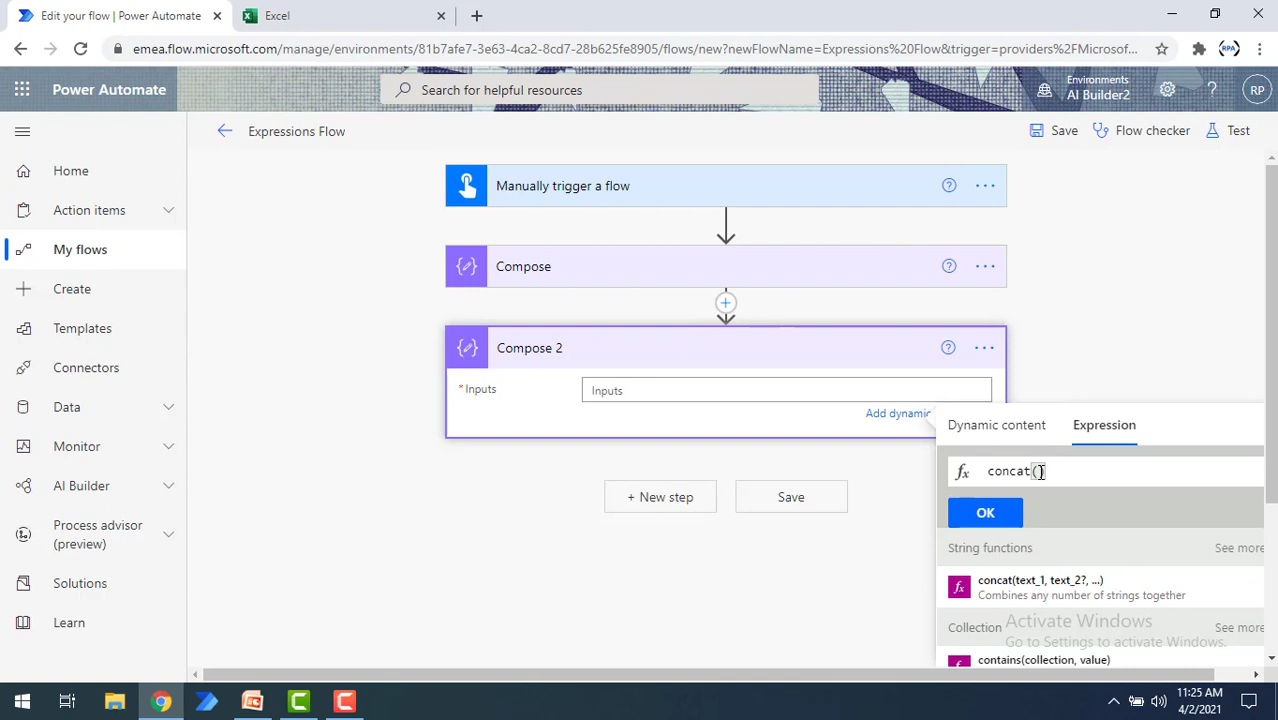 Edit your flow | Power Automate
Excel
emea.flow.microsoft.com/manage/environments/81b7afe7-3e63-4ca2-8cd7-28b625fe8905/flows/new?newFlowName=Expressions%20Flow&trigger=providers%2FMicrosof...
RPA
Power Automate
Search for helpful resources
Environments
AI Builder2
RP
Expressions Flow
Save
Flow checker
Test
Home
Action items
My flows
Create
Templates
Connectors
Data
Monitor
AI Builder
Process advisor
(preview)
Solutions
Learn
Manually trigger a flow
Compose
Compose 2
* Inputs
Inputs
Add dynamic
+ New step
Save
Dynamic content
Expression
fx concat()
OK
String functions
See more
fx concat(text_1, text_2?, ...)
Combines any number of strings together
Collection
See more
fx contains(collection, value)
Activate Windows
Go to Settings to activate Windows.
11:25 AM
4/2/2021